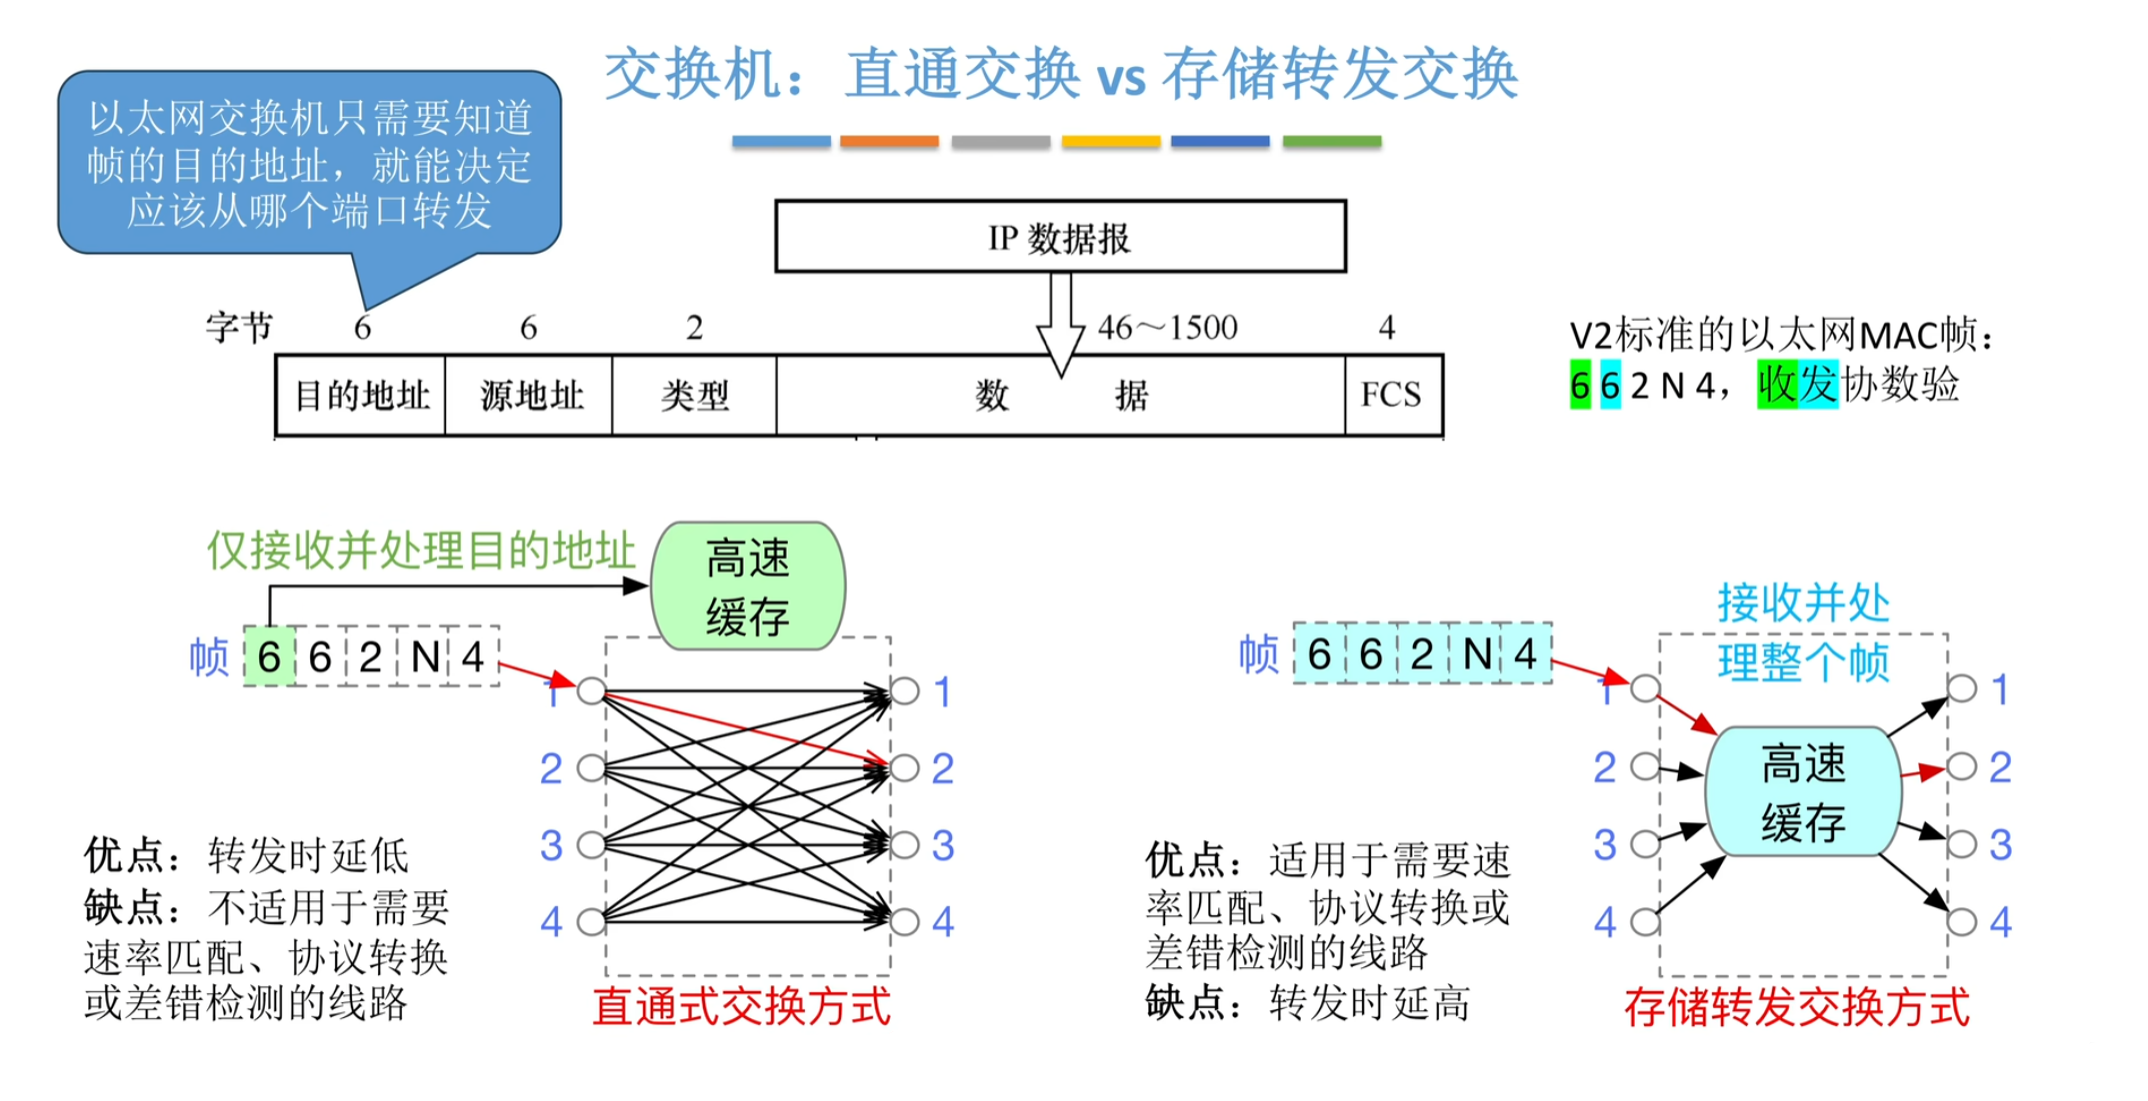 交换机：直通交换 vs 存储转发交换
以太网交换机只需要知道
帧的目的地址，就能决定
应该从哪个端口转发
IP 数据报
字节 6 6 2 46～1500 4
目的地址 源地址 类型 数 据 FCS
V2标准的以太网MAC帧：
6 6 2 N 4，收发协数验
仅接收并处理目的地址
高速
缓存
帧 6 6 2 N 4
1 1
2 2
3 3
4 4
优点：转发时延低
缺点：不适用于需要
速率匹配、协议转换
或差错检测的线路
直通式交换方式
接收并处
理整个帧
帧 6 6 2 N 4
高速
缓存
1 1
2 2
3 3
4 4
优点：适用于需要速
率匹配、协议转换或
差错检测的线路
缺点：转发时延高
存储转发交换方式